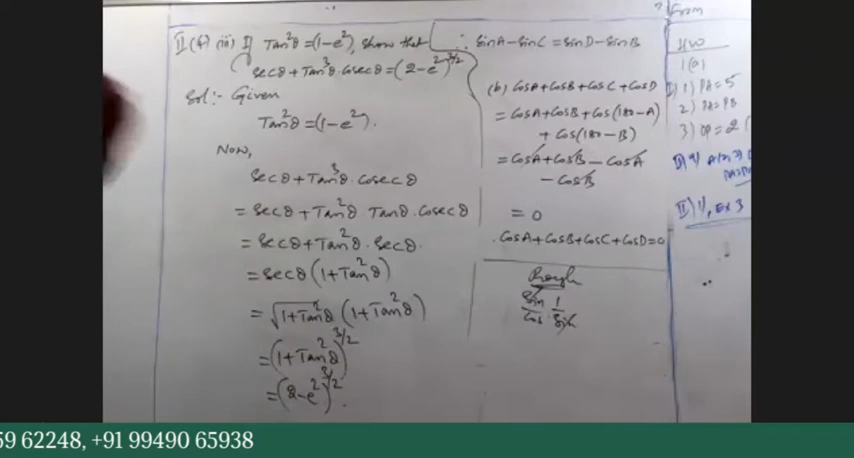 II (b) (iii) If Tan²θ = (1-e²), show that
secθ + Tan³θ . cosecθ = (2-e²)^3/2
Sol:- Given
Tan²θ = (1-e²).
Now,
secθ + Tan³θ . cosecθ
= secθ + Tan²θ Tanθ . cosecθ
= secθ + Tan²θ . secθ.
= secθ (1 + Tan²θ)
= √1+Tan²θ (1+Tan²θ)
= (1+Tan²θ)^3/2
= (2-e²)^3/2.
∴ sinA - sinC = sinD - sinB
(b) cosA + cosB + cosC + cosD
= cosA + cosB + cos(180-A)
+ cos(180-B)
= cosA + cosB - cosA
- cosB
= 0
. cosA + cosB + cosC + cosD = 0
Rough
sin/cos 1/sin
From
H/W
1(a)
I) 1) PA = 5
2) PA = PB
3) OP = 2
II) 1), Ex 3
59 62248, +91 99490 65938